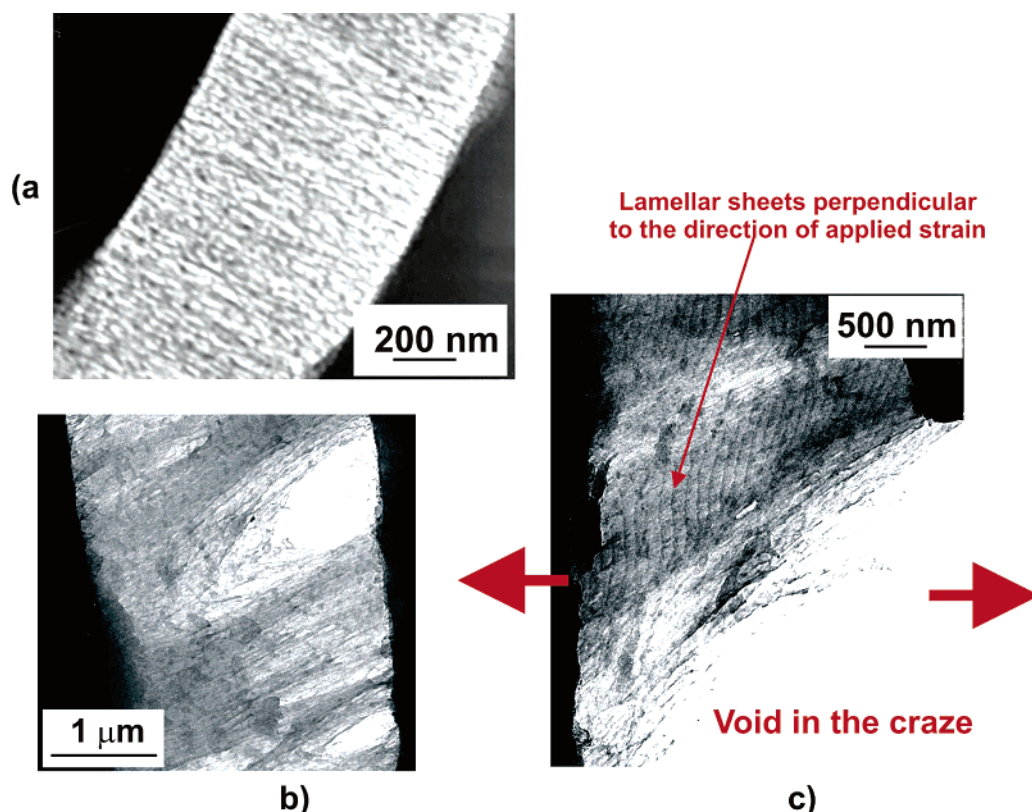 (a
200 nm
Lamellar sheets perpendicular
to the direction of applied strain
500 nm
1 μm
Void in the craze
b)
c)